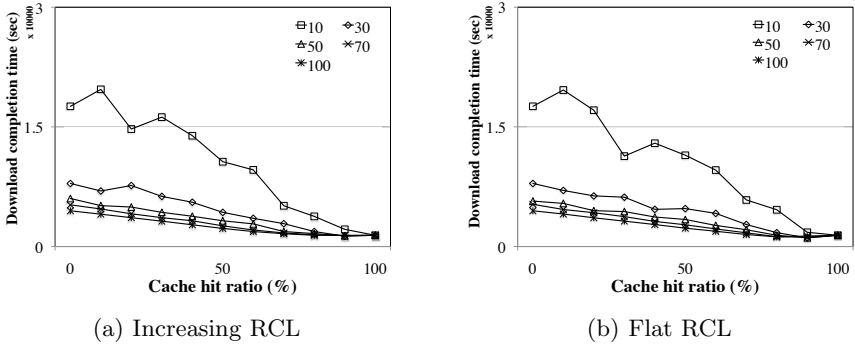 Download completion time (sec)
x 10000
3
1.5
0
10 30
50 70
100
0 50 100
Cache hit ratio (%)
(a) Increasing RCL
Download completion time (sec)
x 10000
3
1.5
0
10 30
50 70
100
0 50 100
Cache hit ratio (%)
(b) Flat RCL